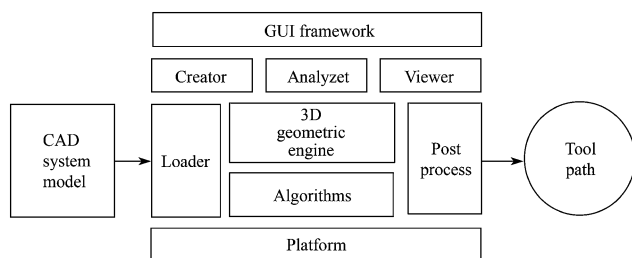 GUI framework
Creator
Analyzet
Viewer
CAD
system
model
Loader
3D
geometric
engine
Algorithms
Post
process
Tool
path
Platform